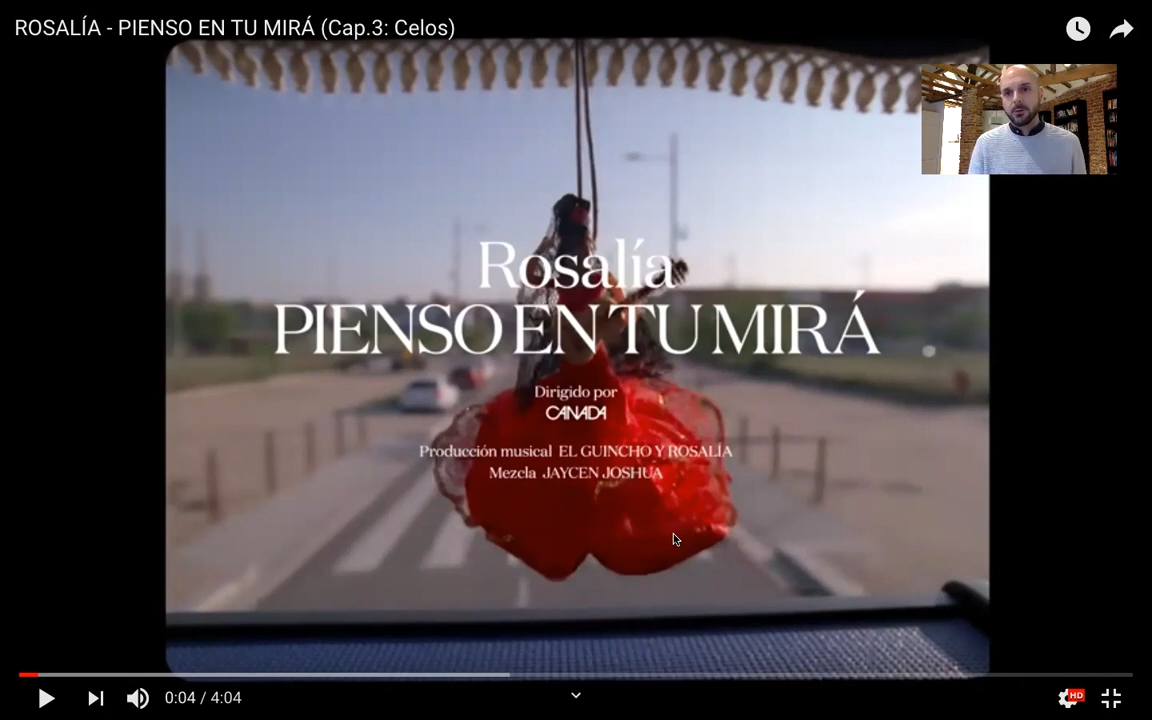 ROSALÍA - PIENSO EN TU MIRÁ (Cap.3: Celos)
Rosalía
PIENSO EN TU MIRÁ
Dirigido por
CANADA
Producción musical EL GUINCHO Y ROSALÍA
Mezcla JAYCEN JOSHUA
0:04 / 4:04
HD